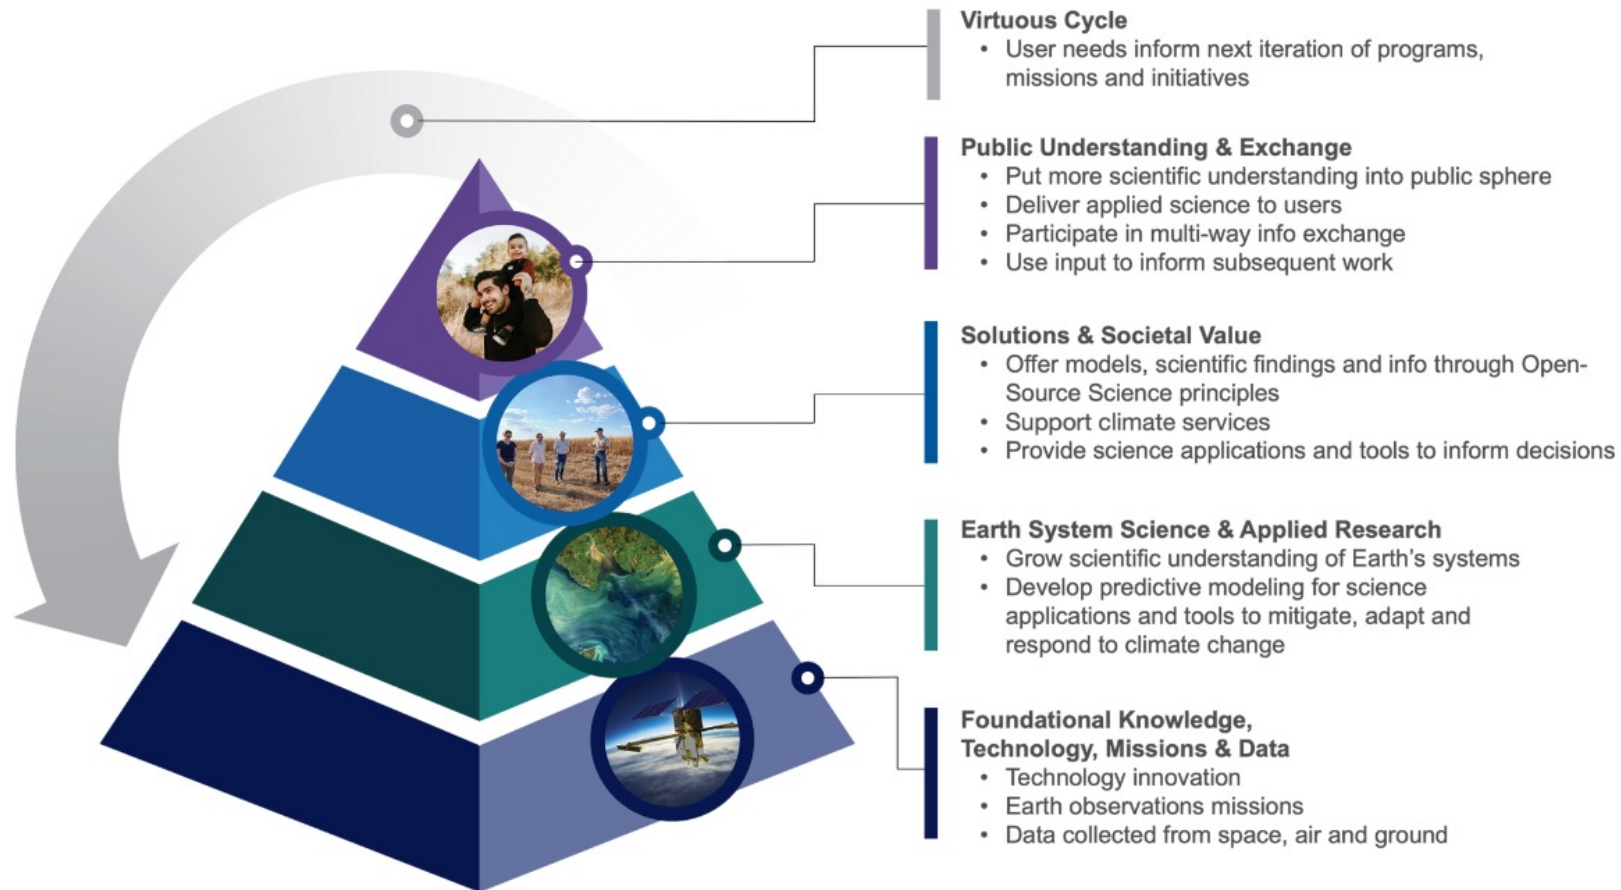 Virtuous Cycle
• User needs inform next iteration of programs,
missions and initiatives
Public Understanding & Exchange
• Put more scientific understanding into public sphere
• Deliver applied science to users
• Participate in multi-way info exchange
• Use input to inform subsequent work
Solutions & Societal Value
• Offer models, scientific findings and info through Open-
Source Science principles
• Support climate services
• Provide science applications and tools to inform decisions
Earth System Science & Applied Research
• Grow scientific understanding of Earth's systems
• Develop predictive modeling for science
applications and tools to mitigate, adapt and
respond to climate change
Foundational Knowledge,
Technology, Missions & Data
• Technology innovation
• Earth observations missions
• Data collected from space, air and ground